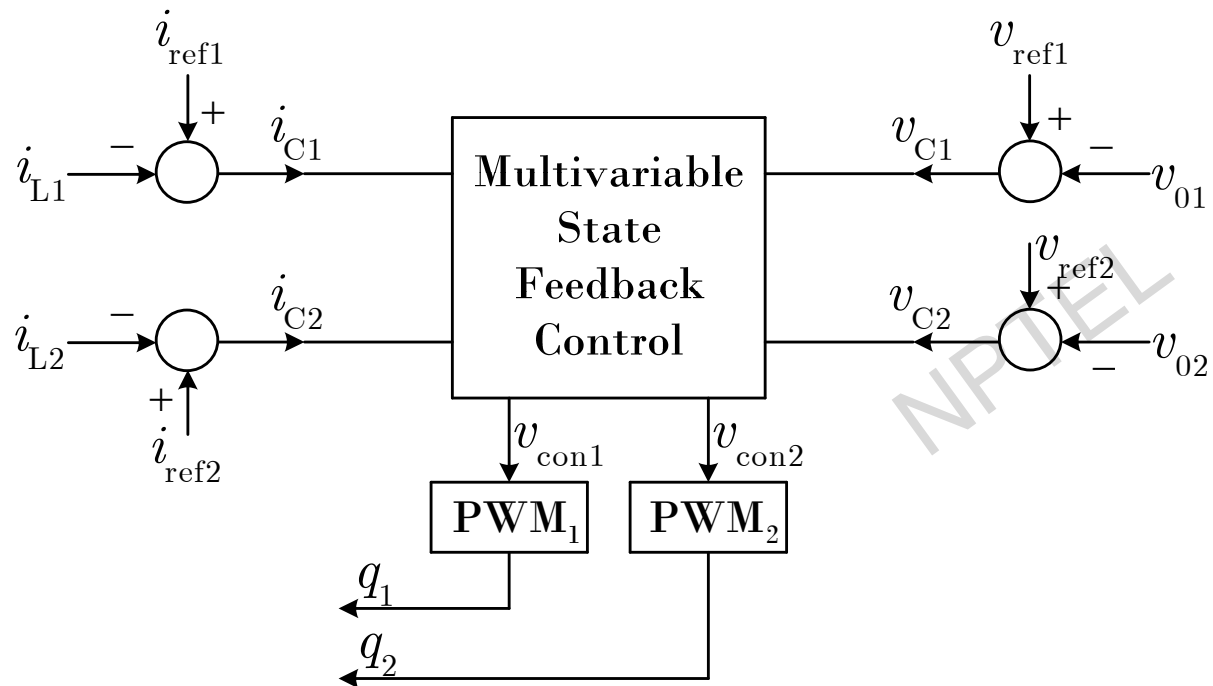 i_ref1
v_ref1
+
+
i_C1
v_C1
−
−
i_L1
v_01
Multivariable
State
Feedback
Control
v_ref2
+
i_C2
v_C2
−
i_L2
v_02
−
+
i_ref2
v_con1
v_con2
NPTEL
PWM_1
PWM_2
q_1
q_2